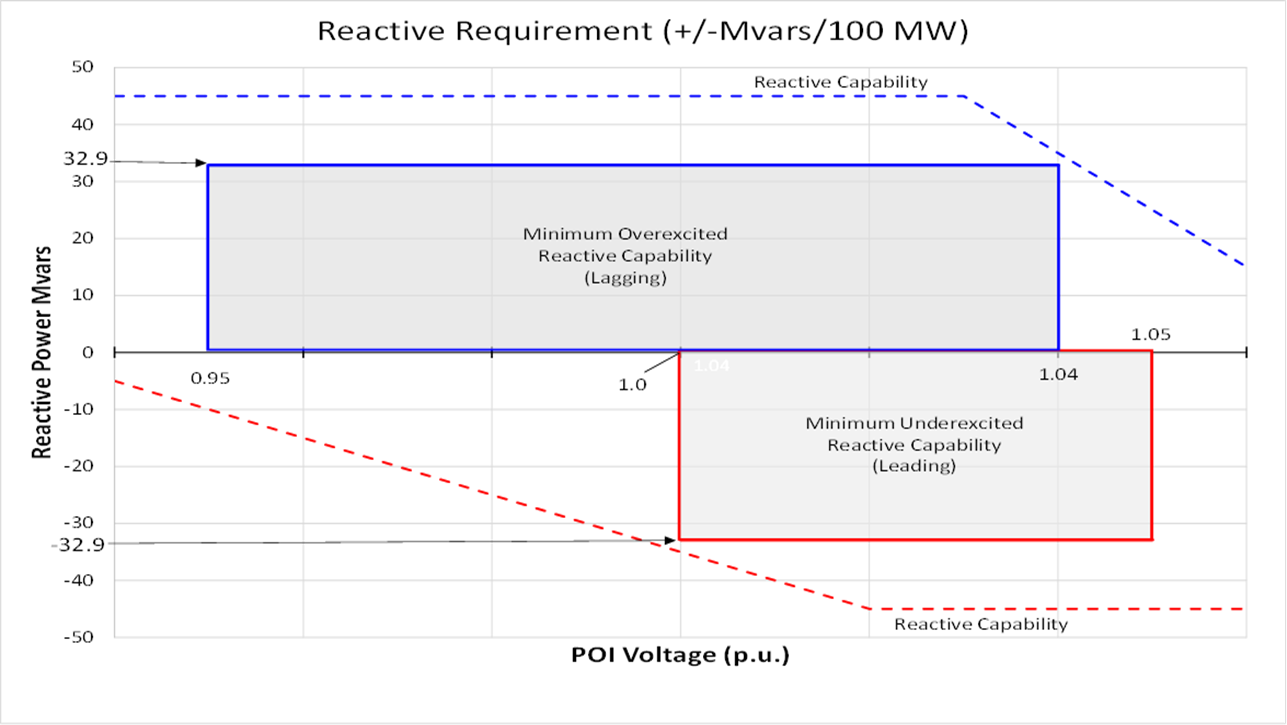 Reactive Requirement (+/-Mvars/100 MW)
50
Reactive Capability
40
32.9
30
Minimum Overexcited
Reactive Capability
(Lagging)
20
10
Reactive Power Mvars
1.05
0
0.95
1.0
1.04
1.04
-10
Minimum Underexcited
Reactive Capability
(Leading)
-20
-30
-32.9
-40
Reactive Capability
-50
POI Voltage (p.u.)